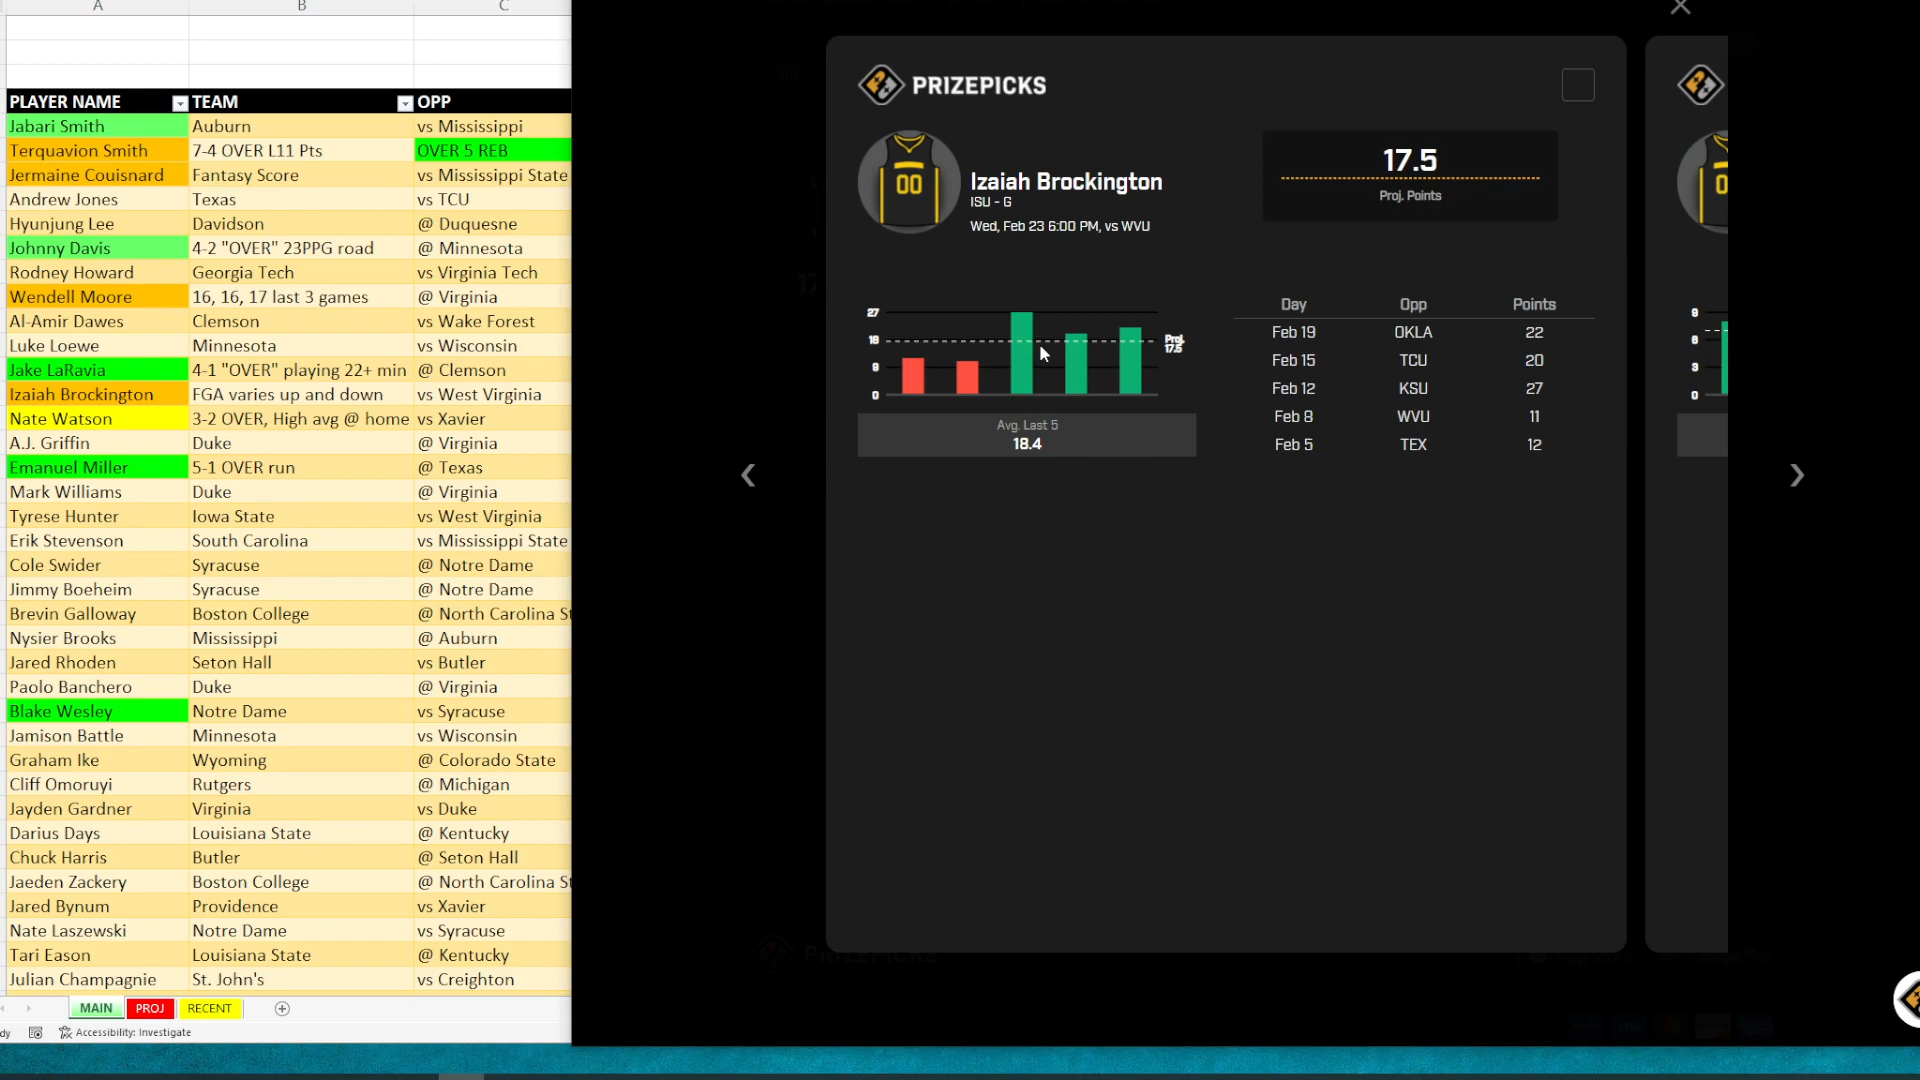 A B C
PLAYER NAME TEAM OPP
Jabari Smith Auburn vs Mississippi
Terquavion Smith 7-4 OVER L11 Pts OVER 5 REB
Jermaine Couisnard Fantasy Score vs Mississippi State
Andrew Jones Texas vs TCU
Hyunjung Lee Davidson @ Duquesne
Johnny Davis 4-2 "OVER" 23PPG road @ Minnesota
Rodney Howard Georgia Tech vs Virginia Tech
Wendell Moore 16, 16, 17 last 3 games @ Virginia
Al-Amir Dawes Clemson vs Wake Forest
Luke Loewe Minnesota vs Wisconsin
Jake LaRavia 4-1 "OVER" playing 22+ min @ Clemson
Izaiah Brockington FGA varies up and down vs West Virginia
Nate Watson 3-2 OVER, High avg @ home vs Xavier
A.J. Griffin Duke @ Virginia
Emanuel Miller 5-1 OVER run @ Texas
Mark Williams Duke @ Virginia
Tyrese Hunter Iowa State vs West Virginia
Erik Stevenson South Carolina vs Mississippi State
Cole Swider Syracuse @ Notre Dame
Jimmy Boeheim Syracuse @ Notre Dame
Brevin Galloway Boston College @ North Carolina St
Nysier Brooks Mississippi @ Auburn
Jared Rhoden Seton Hall vs Butler
Paolo Banchero Duke @ Virginia
Blake Wesley Notre Dame vs Syracuse
Jamison Battle Minnesota vs Wisconsin
Graham Ike Wyoming @ Colorado State
Cliff Omoruyi Rutgers @ Michigan
Jayden Gardner Virginia vs Duke
Darius Days Louisiana State @ Kentucky
Chuck Harris Butler @ Seton Hall
Jaeden Zackery Boston College @ North Carolina St
Jared Bynum Providence vs Xavier
Nate Laszewski Notre Dame vs Syracuse
Tari Eason Louisiana State @ Kentucky
Julian Champagnie St. John's vs Creighton
MAIN PROJ RECENT
dy Accessibility: Investigate
PRIZEPICKS
00
Izaiah Brockington
ISU - G
Wed, Feb 23 6:00 PM, vs WVU
17.5
Proj. Points
27
18
9
0
Proj.
17.5
Avg. Last 5
18.4
Day Opp Points
Feb 19 OKLA 22
Feb 15 TCU 20
Feb 12 KSU 27
Feb 8 WVU 11
Feb 5 TEX 12
9
6
3
0
PRIZEPICKS